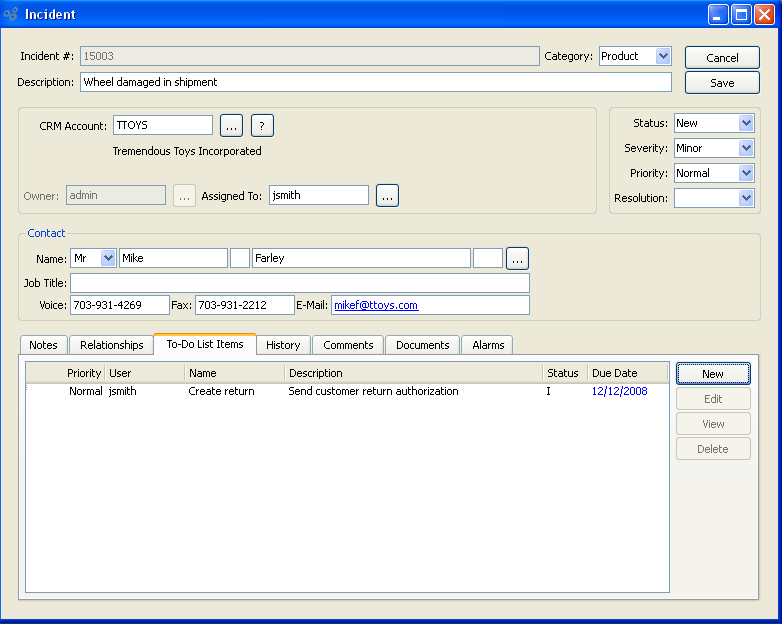 Incident
Incident #: 15003 Category: Product Cancel
Description: Wheel damaged in shipment Save
CRM Account: TTOYS ... ? Status: New
Tremendous Toys Incorporated Severity: Minor
Priority: Normal
Owner: admin ... Assigned To: jsmith ... Resolution:
Contact
Name: Mr Mike Farley ...
Job Title:
Voice: 703-931-4269 Fax: 703-931-2212 E-Mail: mikef@ttoys.com
Notes Relationships To-Do List Items History Comments Documents Alarms
Priority User Name Description Status Due Date New
Normal jsmith Create return Send customer return authorization I 12/12/2008
Edit
View
Delete